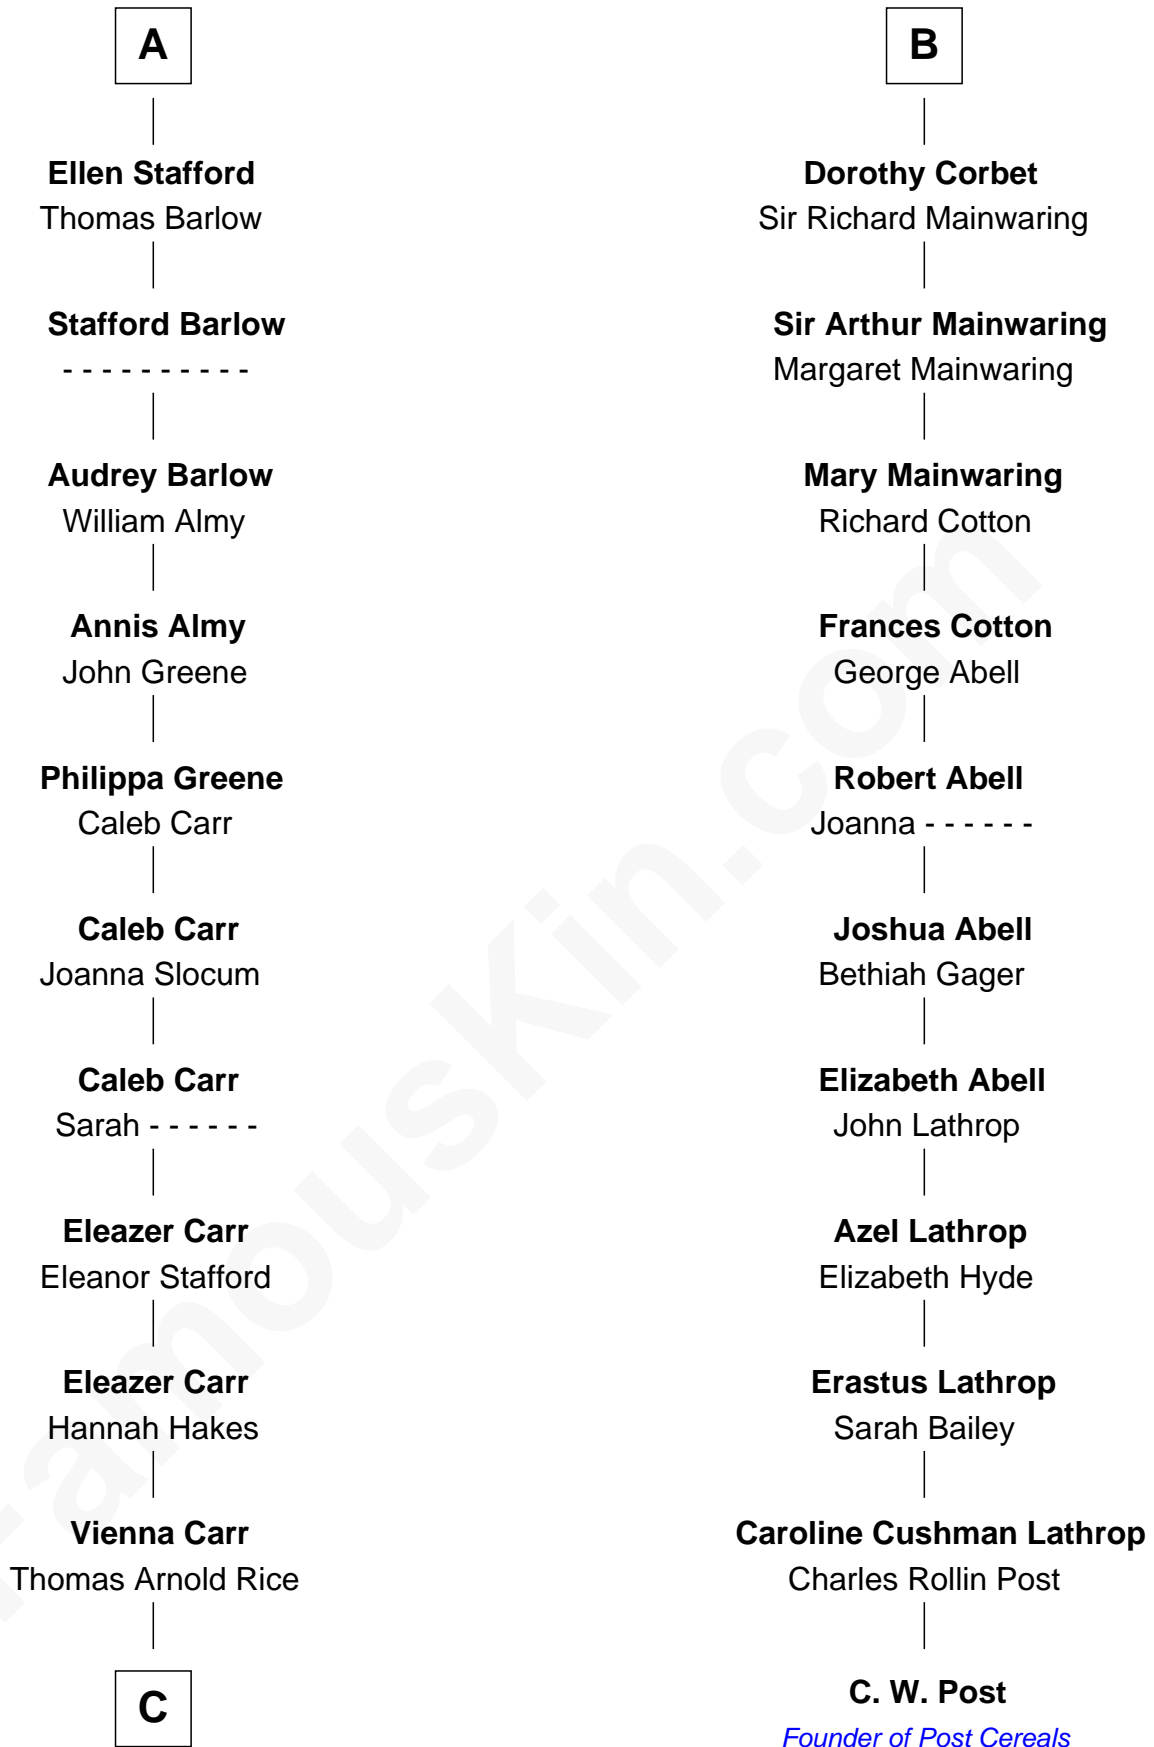 A
Ellen Stafford
Thomas Barlow
Stafford Barlow
- - - - - - - - - -
Audrey Barlow
William Almy
Annis Almy
John Greene
Philippa Greene
Caleb Carr
Caleb Carr
Joanna Slocum
Caleb Carr
Sarah - - - - - -
Eleazer Carr
Eleanor Stafford
Eleazer Carr
Hannah Hakes
Vienna Carr
Thomas Arnold Rice
C
B
Dorothy Corbet
Sir Richard Mainwaring
Sir Arthur Mainwaring
Margaret Mainwaring
Mary Mainwaring
Richard Cotton
Frances Cotton
George Abell
Robert Abell
Joanna - - - - - -
Joshua Abell
Bethiah Gager
Elizabeth Abell
John Lathrop
Azel Lathrop
Elizabeth Hyde
Erastus Lathrop
Sarah Bailey
Caroline Cushman Lathrop
Charles Rollin Post
C. W. Post
Founder of Post Cereals
FamousKin.com